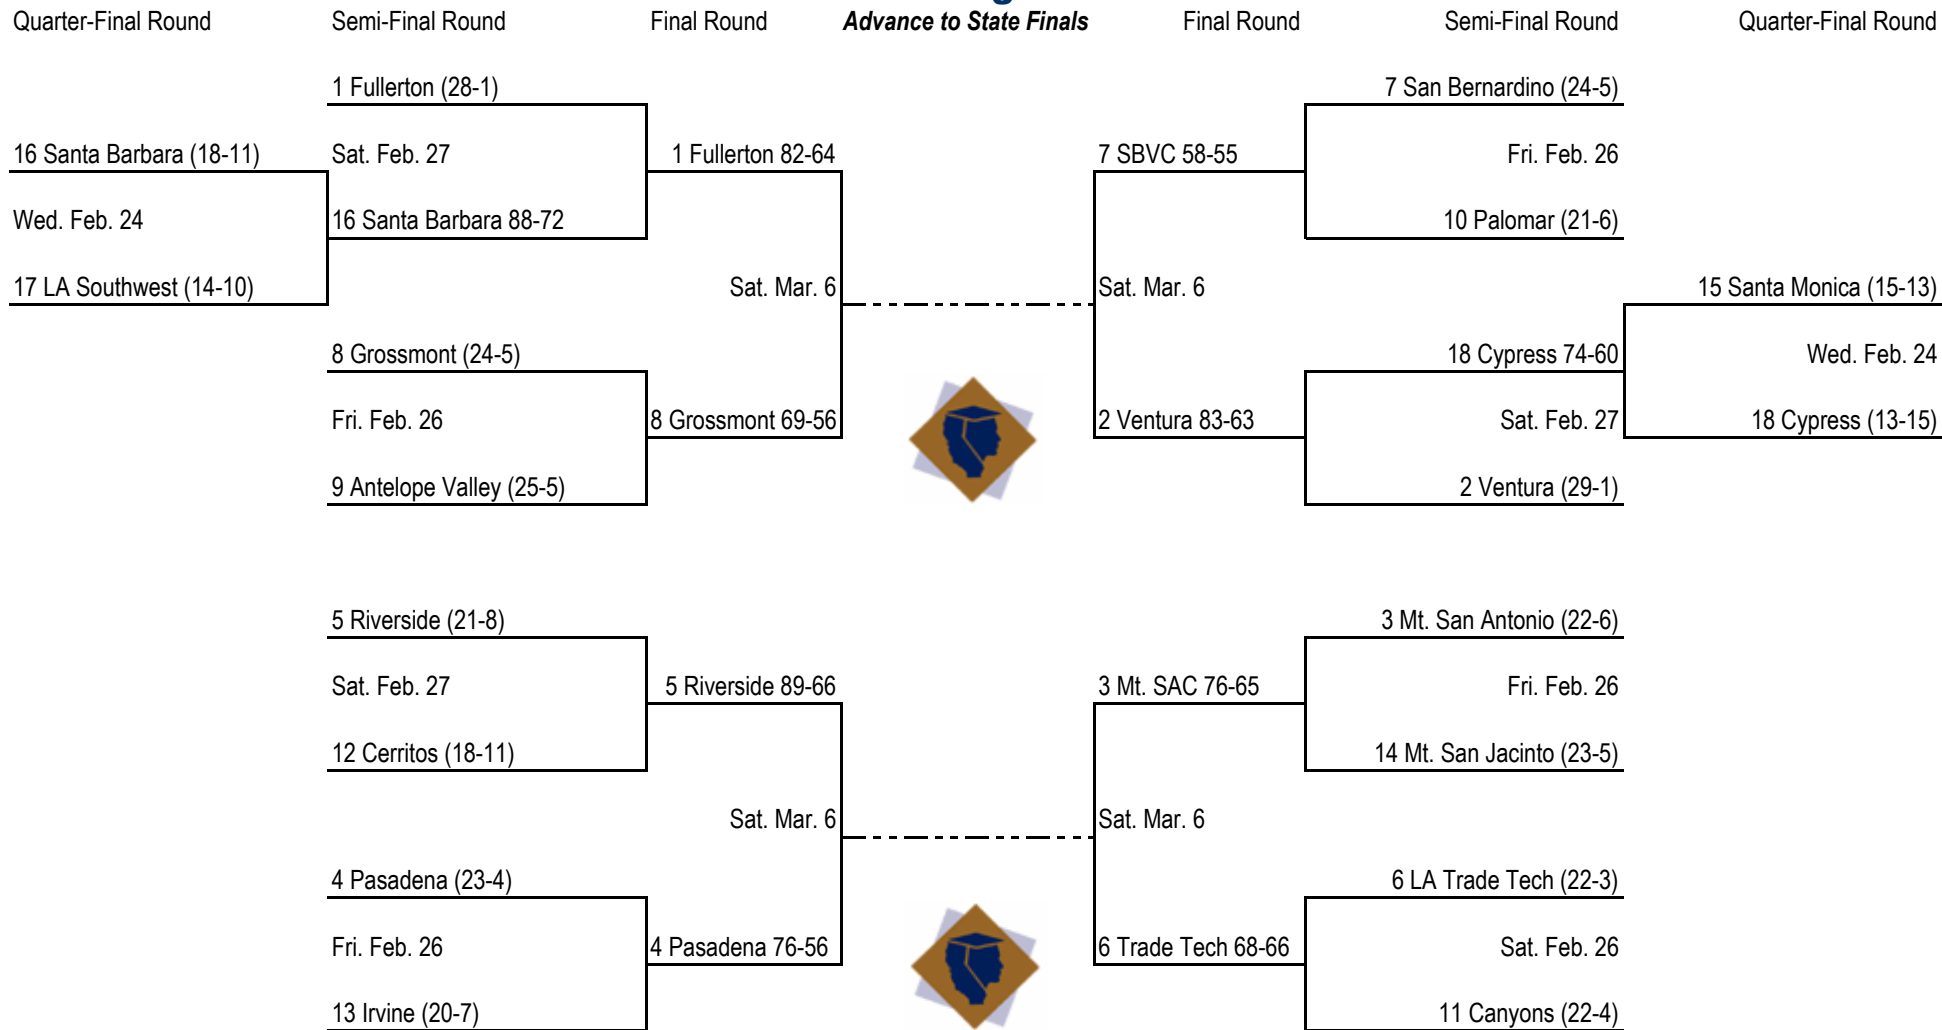 Quarter-Final Round Semi-Final Round Final Round Advance to State Finals Final Round Semi-Final Round Quarter-Final Round
1 Fullerton (28-1) 7 San Bernardino (24-5)
16 Santa Barbara (18-11) Sat. Feb. 27 1 Fullerton 82-64 7 SBVC 58-55 Fri. Feb. 26
Wed. Feb. 24 16 Santa Barbara 88-72 10 Palomar (21-6)
17 LA Southwest (14-10) Sat. Mar. 6 Sat. Mar. 6 15 Santa Monica (15-13)
8 Grossmont (24-5) 18 Cypress 74-60 Wed. Feb. 24
Fri. Feb. 26 8 Grossmont 69-56 2 Ventura 83-63 Sat. Feb. 27 18 Cypress (13-15)
9 Antelope Valley (25-5) 2 Ventura (29-1)
5 Riverside (21-8) 3 Mt. San Antonio (22-6)
Sat. Feb. 27 5 Riverside 89-66 3 Mt. SAC 76-65 Fri. Feb. 26
12 Cerritos (18-11) 14 Mt. San Jacinto (23-5)
Sat. Mar. 6 Sat. Mar. 6
4 Pasadena (23-4) 6 LA Trade Tech (22-3)
Fri. Feb. 26 4 Pasadena 76-56 6 Trade Tech 68-66 Sat. Feb. 26
13 Irvine (20-7) 11 Canyons (22-4)